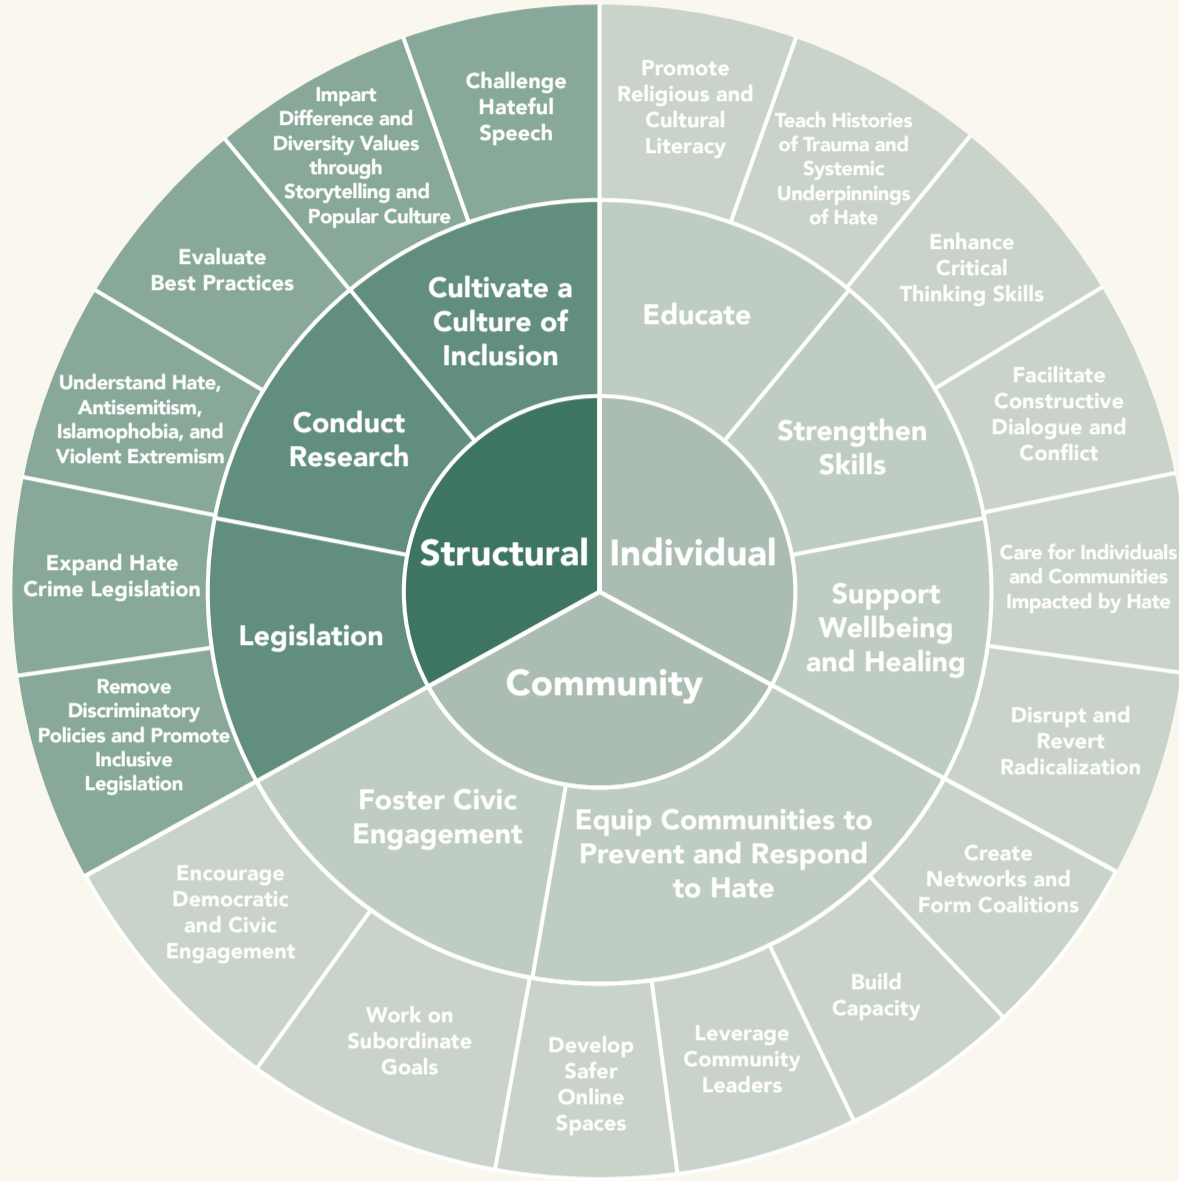 Structural
Individual
Community
Cultivate a
Culture of
Inclusion
Conduct
Research
Legislation
Educate
Strengthen
Skills
Support
Wellbeing
and Healing
Equip Communities to
Prevent and Respond
to Hate
Foster Civic
Engagement
Challenge
Hateful
Speech
Impart
Difference and
Diversity Values
through
Storytelling and
Popular Culture
Evaluate
Best Practices
Understand Hate,
Antisemitism,
Islamophobia, and
Violent Extremism
Expand Hate
Crime Legislation
Remove
Discriminatory
Policies and Promote
Inclusive
Legislation
Promote
Religious and
Cultural
Literacy
Teach Histories
of Trauma and
Systemic
Underpinnings
of Hate
Enhance
Critical
Thinking Skills
Facilitate
Constructive
Dialogue and
Conflict
Care for Individuals
and Communities
Impacted by Hate
Disrupt and
Revert
Radicalization
Create
Networks and
Form Coalitions
Build
Capacity
Leverage
Community
Leaders
Develop
Safer
Online
Spaces
Work on
Subordinate
Goals
Encourage
Democratic
and Civic
Engagement